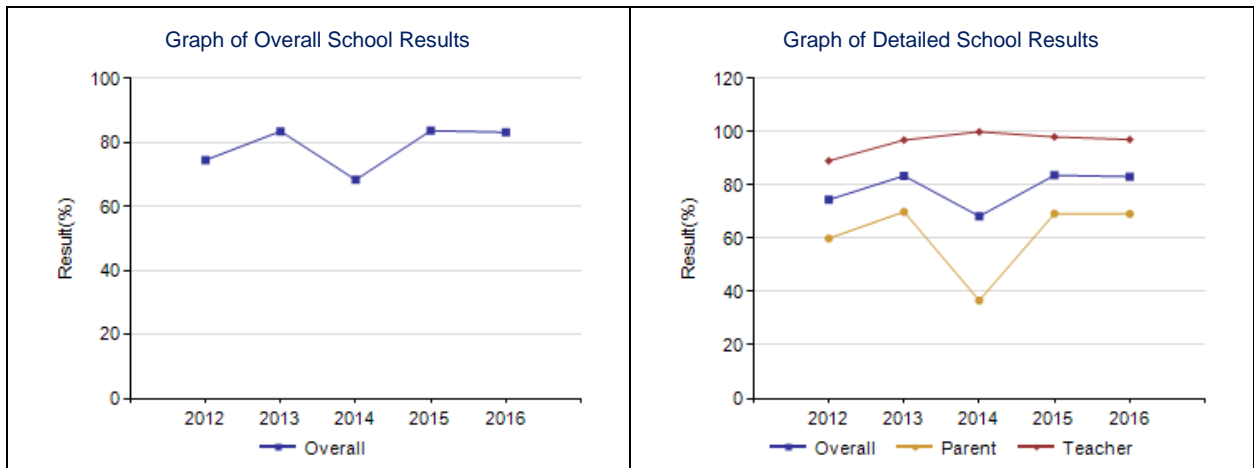 Graph of Overall School Results
100
80
60
40
20
0
Result(%)
2012 2013 2014 2015 2016
Overall
Graph of Detailed School Results
120
100
80
60
40
20
0
Result(%)
2012 2013 2014 2015 2016
Overall Parent Teacher